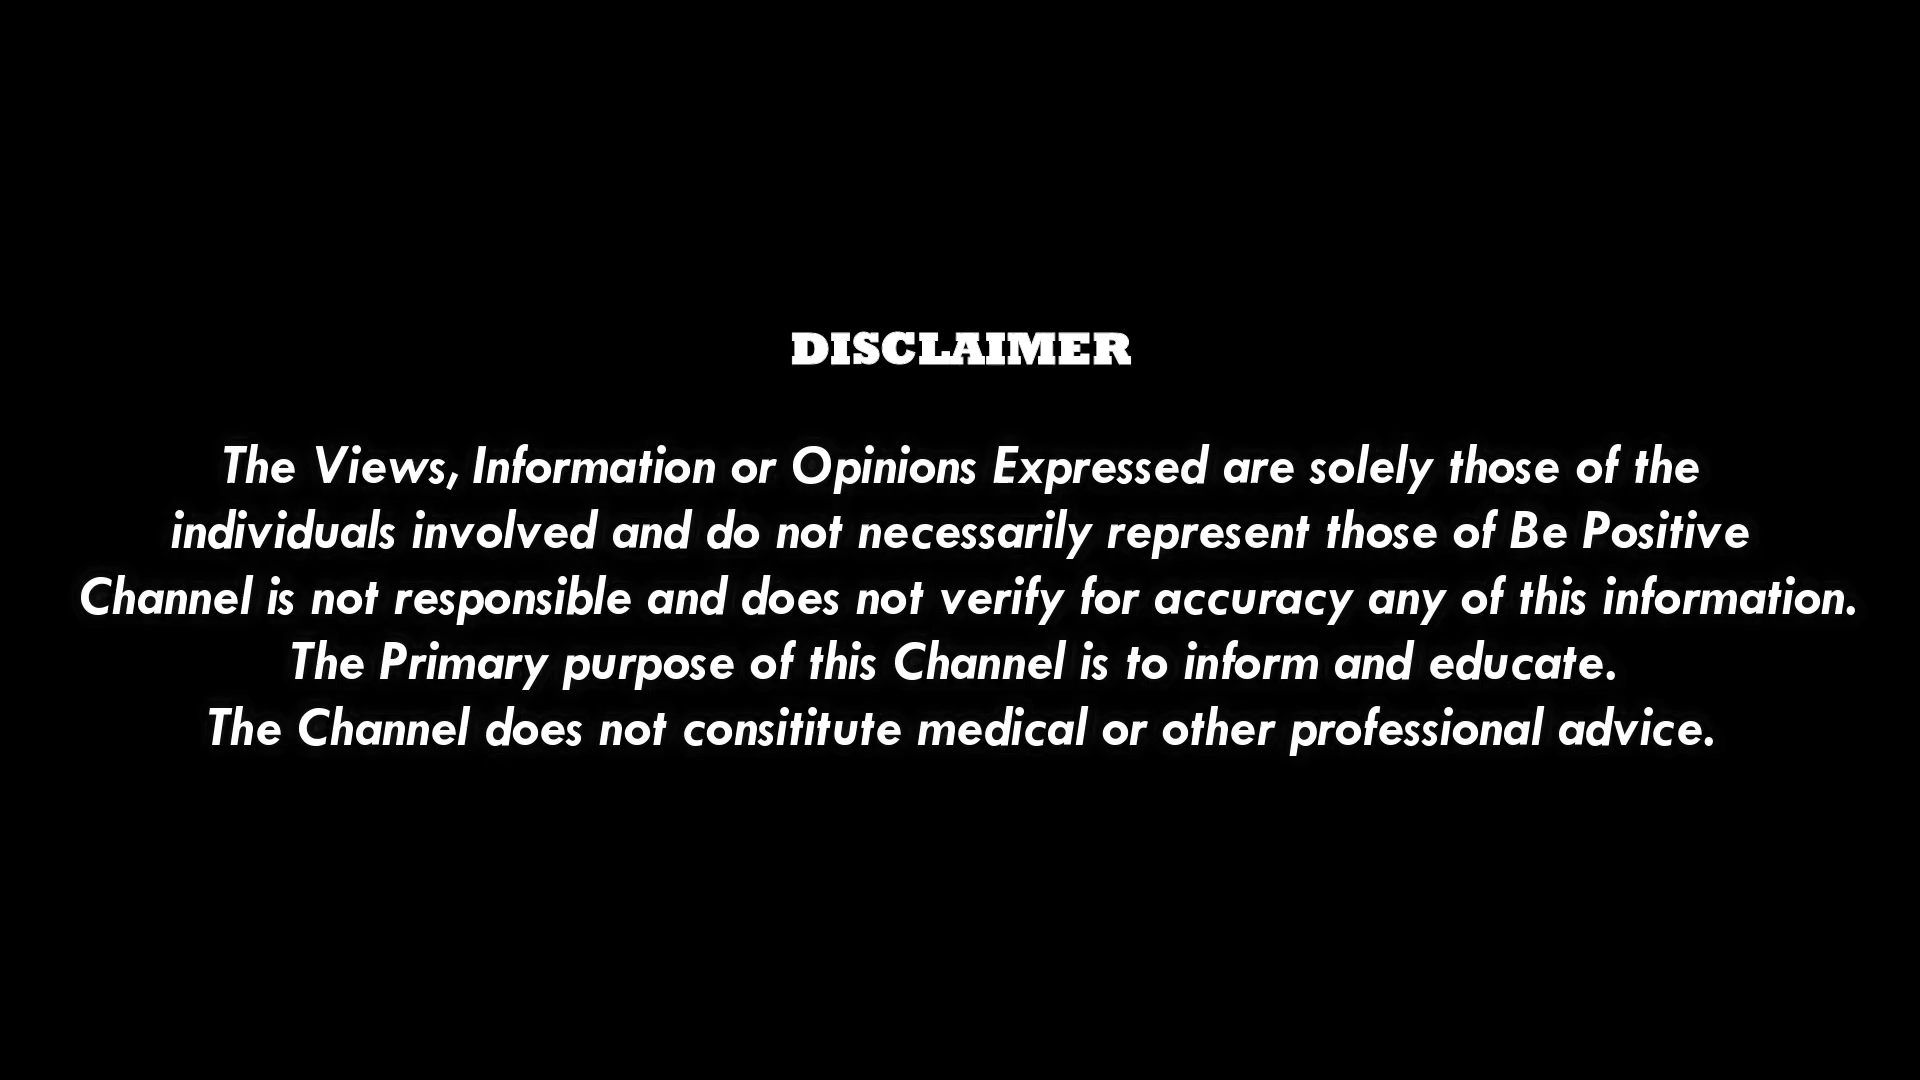 DISCLAIMER
The Views, Information or Opinions Expressed are solely those of the
individuals involved and do not necessarily represent those of Be Positive
Channel is not responsible and does not verify for accuracy any of this information.
The Primary purpose of this Channel is to inform and educate.
The Channel does not consititute medical or other professional advice.